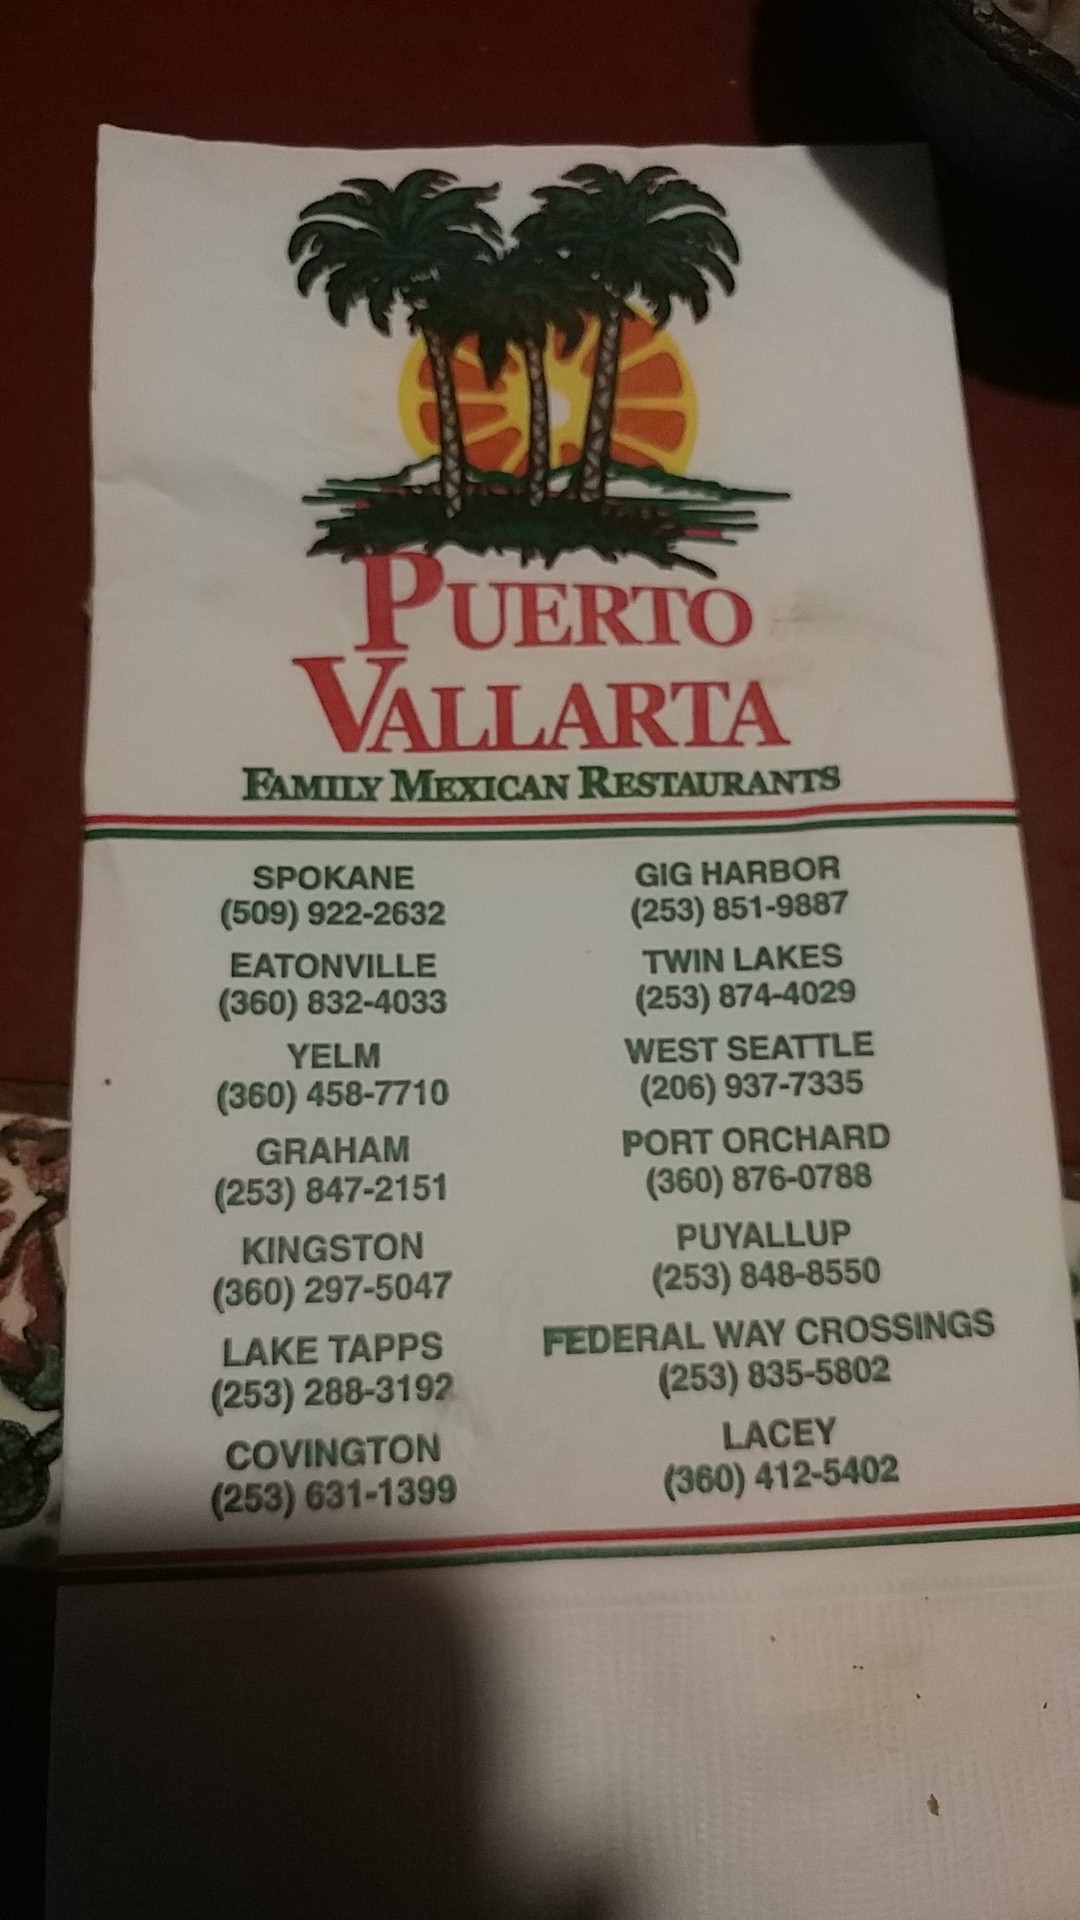 PUERTO
VALLARTA
FAMILY MEXICAN RESTAURANTS
SPOKANE
(509) 922-2632
EATONVILLE
(360) 832-4033
YELM
(360) 458-7710
GRAHAM
(253) 847-2151
KINGSTON
(360) 297-5047
LAKE TAPPS
(253) 288-3192
COVINGTON
(253) 631-1399
GIG HARBOR
(253) 851-9887
TWIN LAKES
(253) 874-4029
WEST SEATTLE
(206) 937-7335
PORT ORCHARD
(360) 876-0788
PUYALLUP
(253) 848-8550
FEDERAL WAY CROSSINGS
(253) 835-5802
LACEY
(360) 412-5402